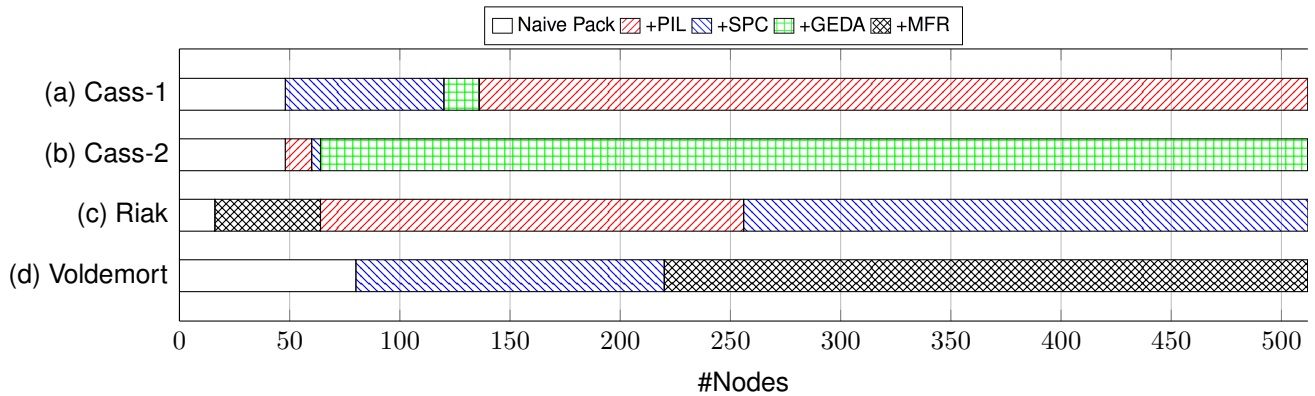 Naive Pack +PIL +SPC +GEDA +MFR
(a) Cass-1
(b) Cass-2
(c) Riak
(d) Voldemort
0 50 100 150 200 250 300 350 400 450 500
#Nodes